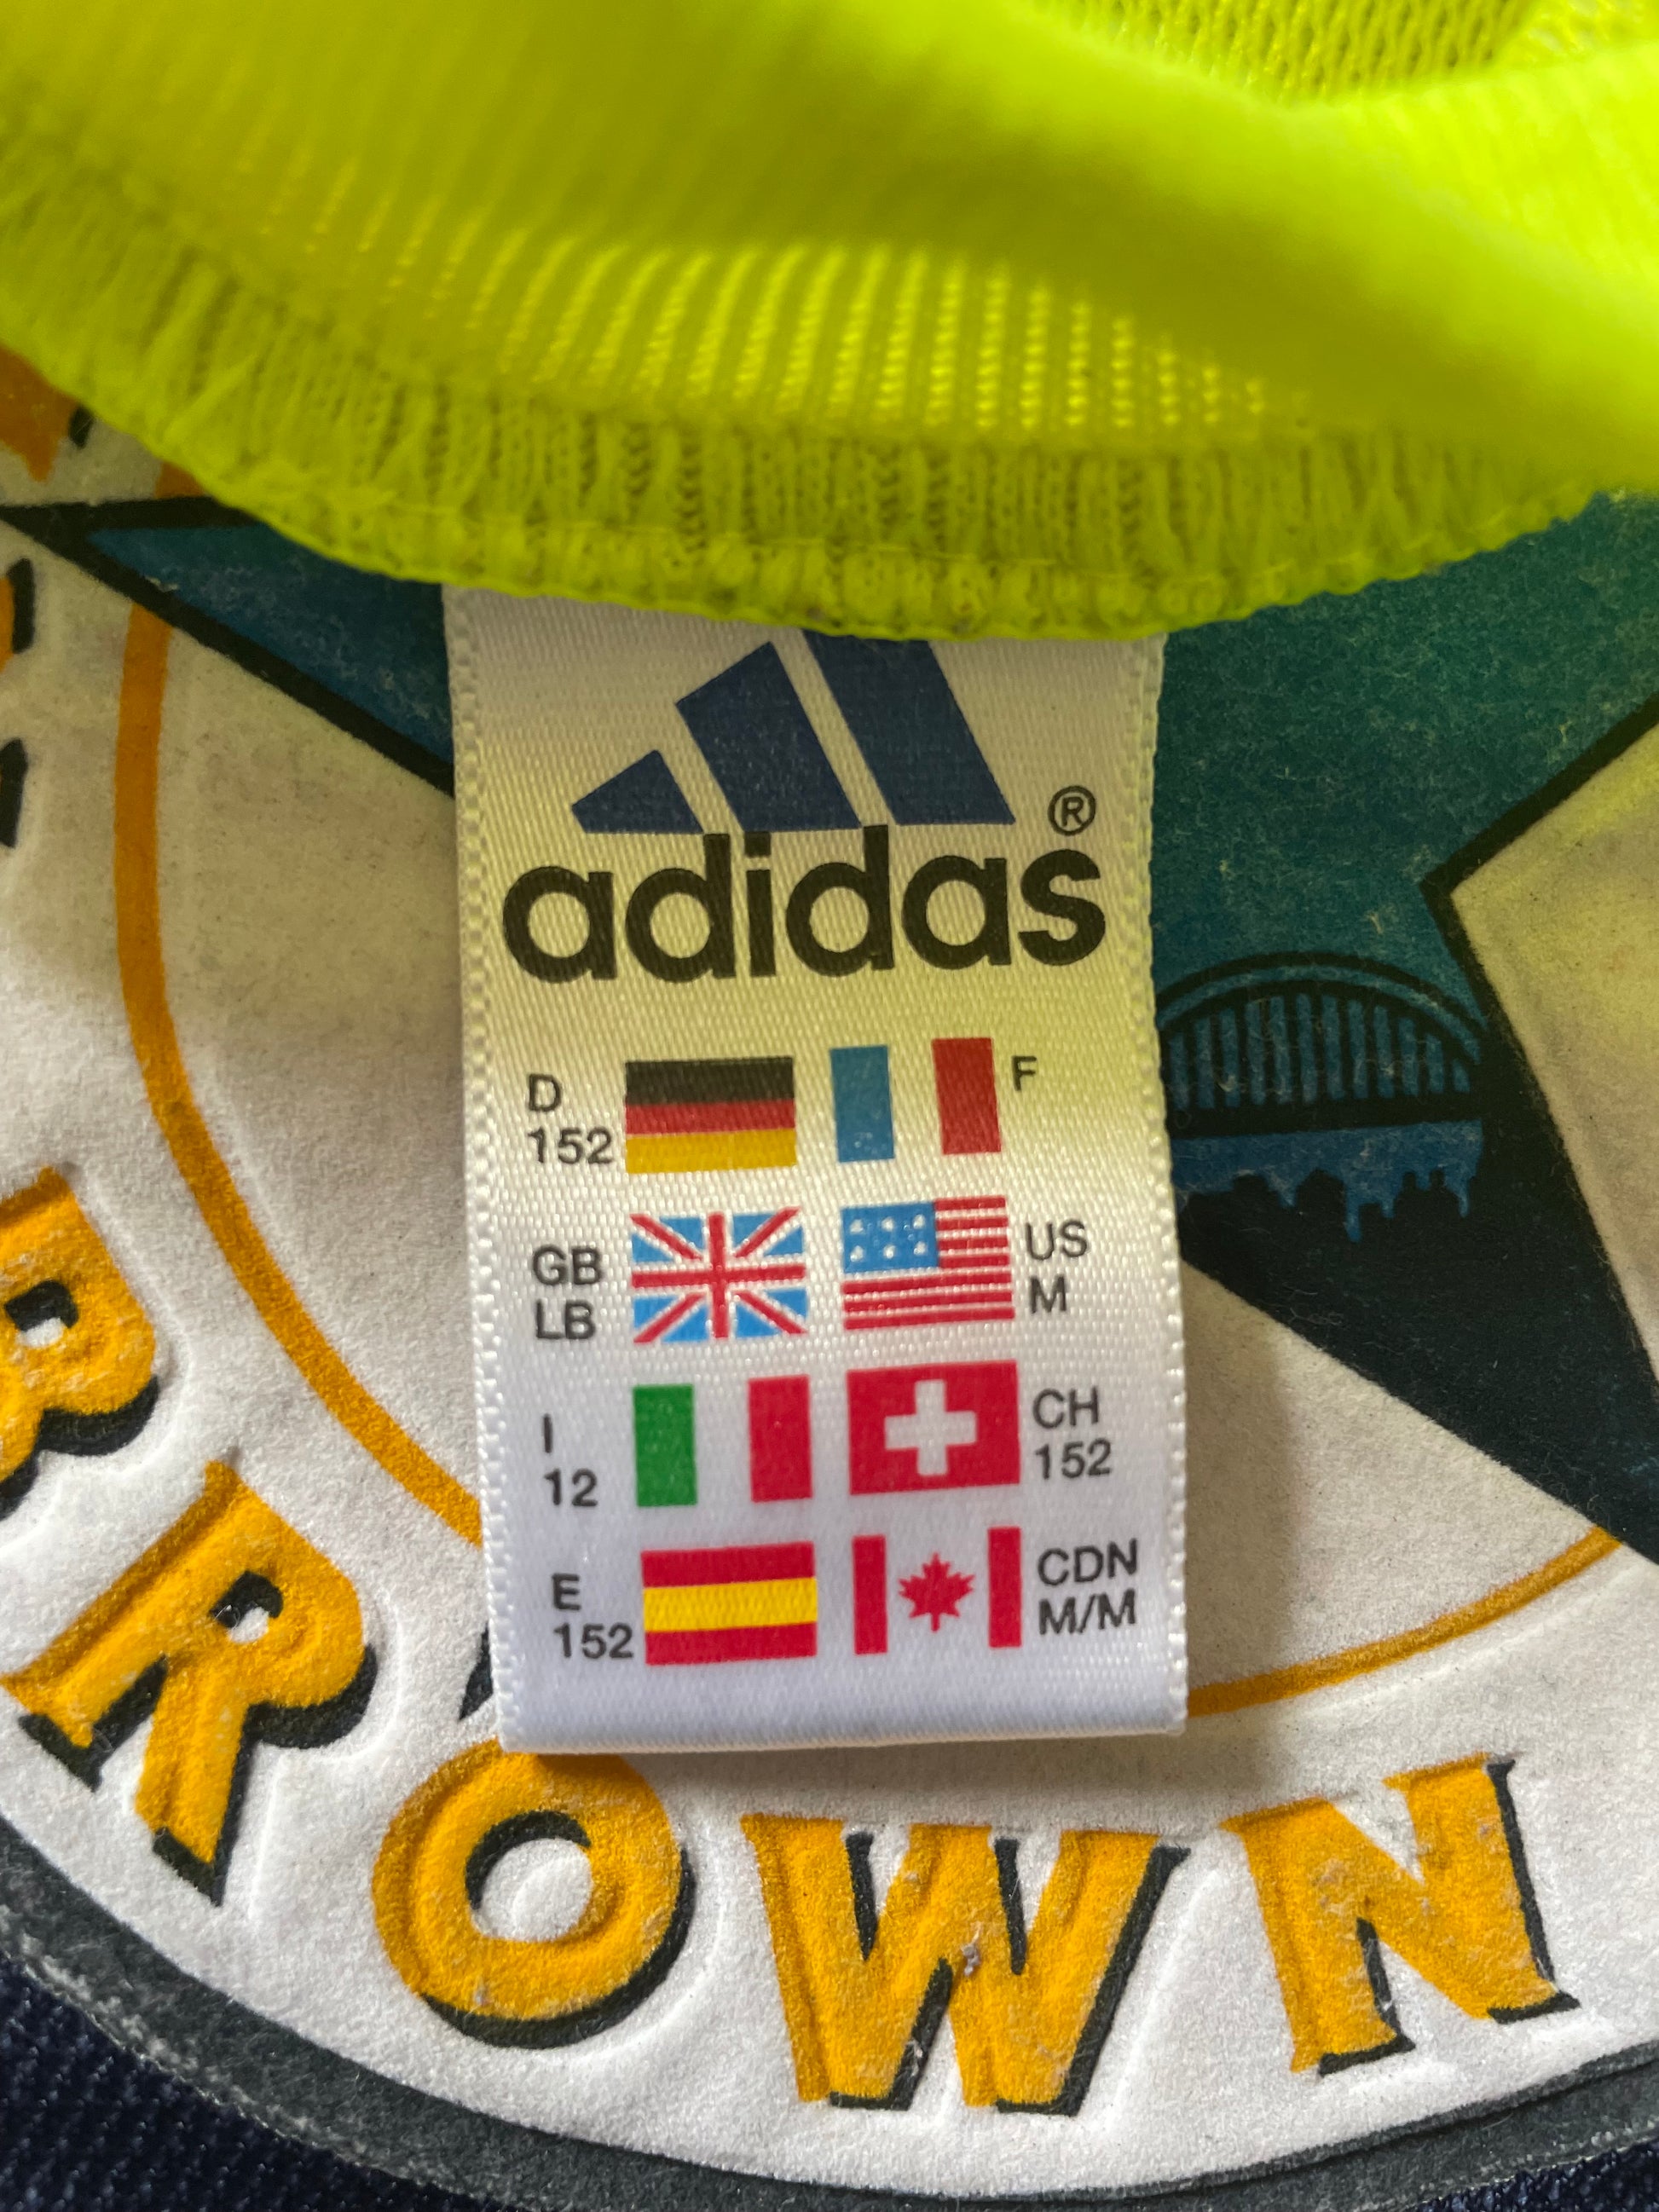 ®
adidas
D
152
F
GB
LB
US
M
I
12
CH
152
E
152
CDN
M/M
BROWN